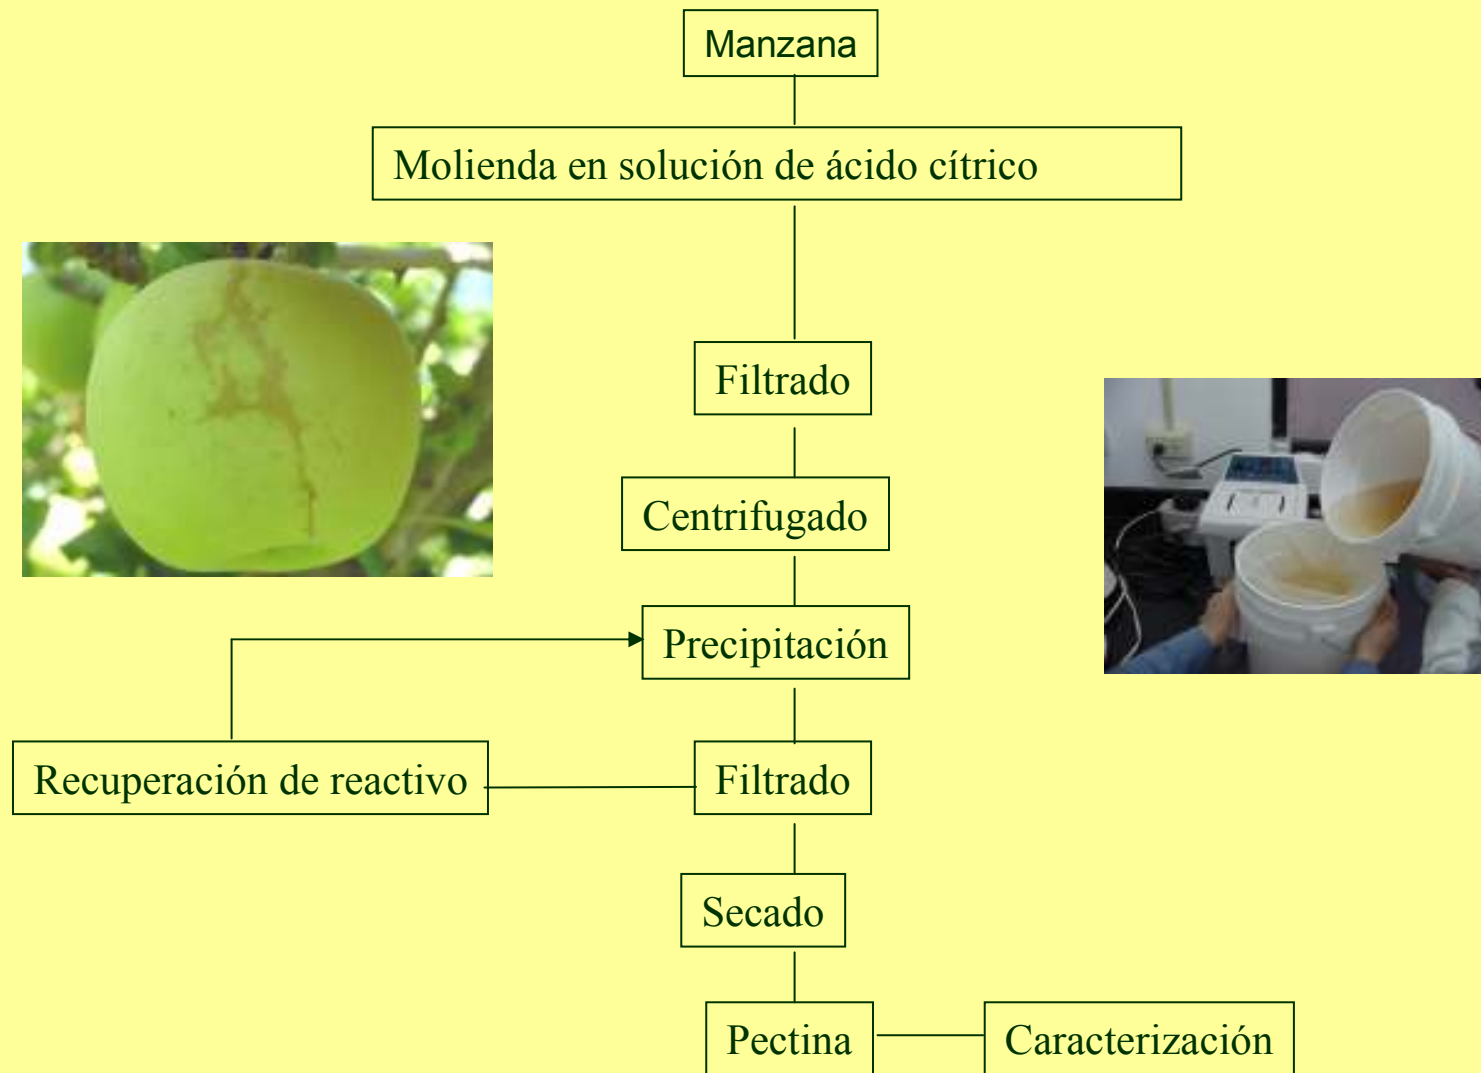 Manzana
Molienda en solución de ácido cítrico
Filtrado
Centrifugado
Precipitación
Recuperación de reactivo
Filtrado
Secado
Pectina
Caracterización